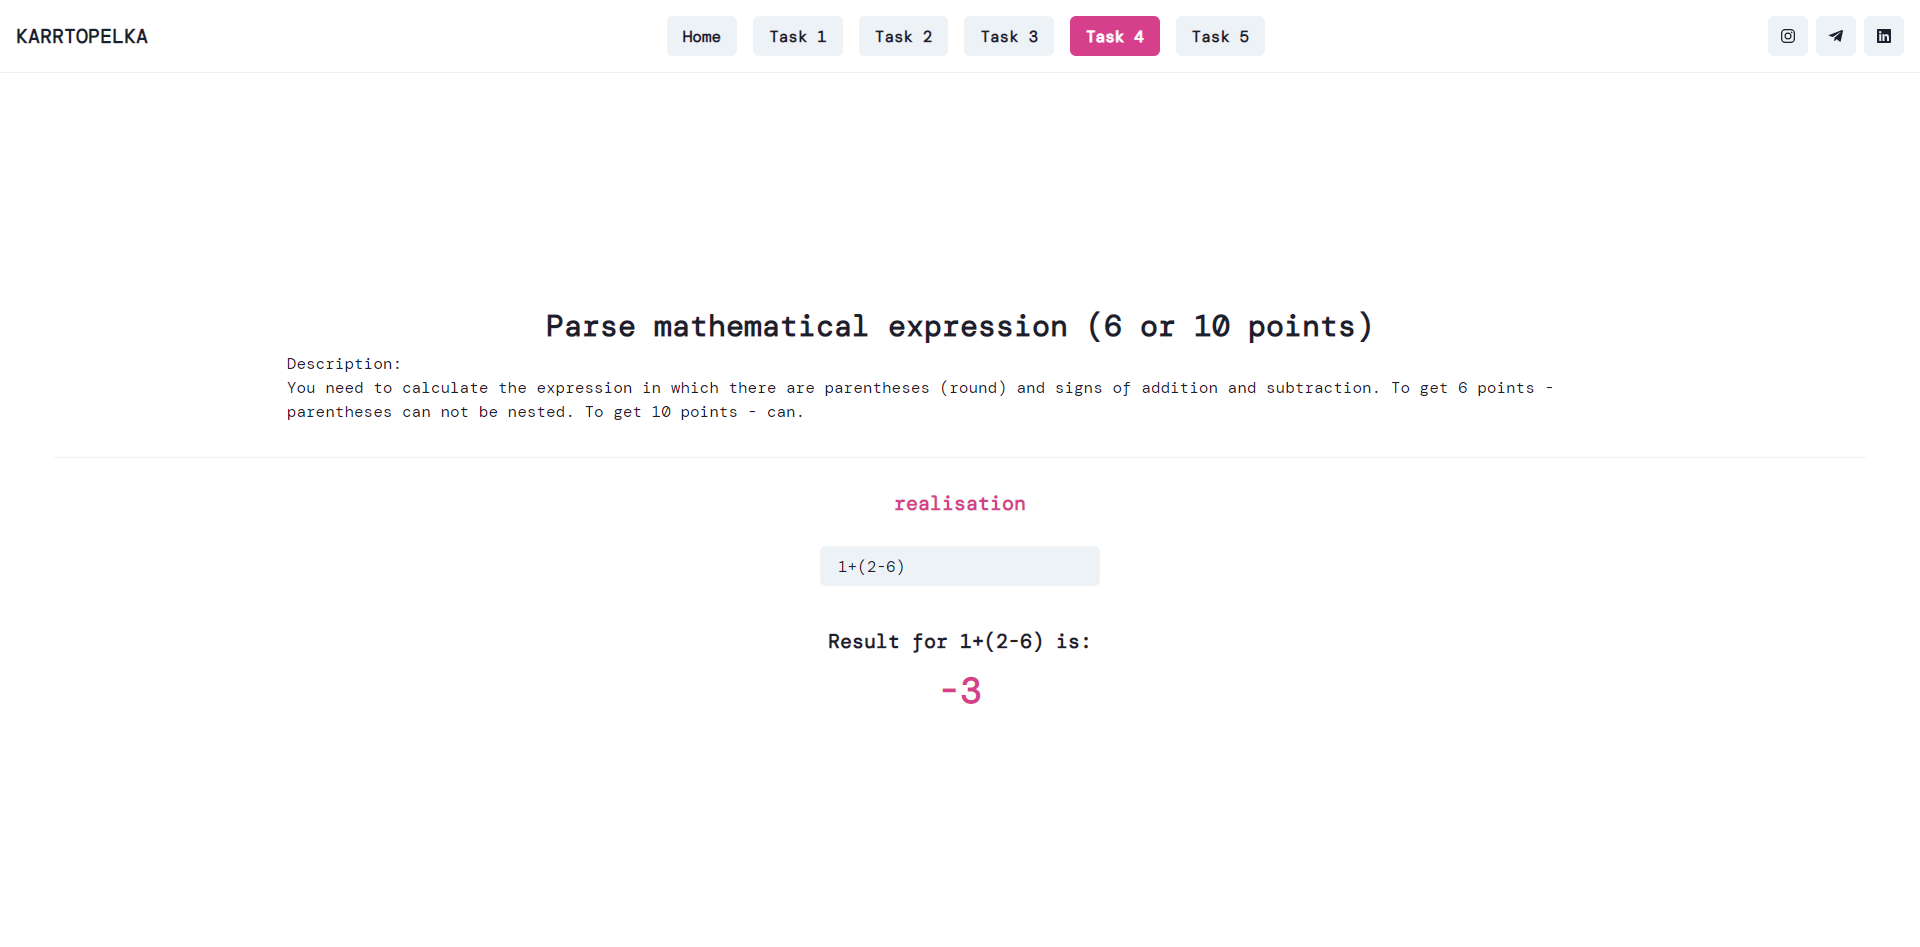 KARRTOPELKA
Home
Task 1
Task 2
Task 3
Task 4
Task 5
Parse mathematical expression (6 or 10 points)
Description:
You need to calculate the expression in which there are parentheses (round) and signs of addition and subtraction. To get 6 points -
parentheses can not be nested. To get 10 points - can.
realisation
1+(2-6)
Result for 1+(2-6) is:
-3